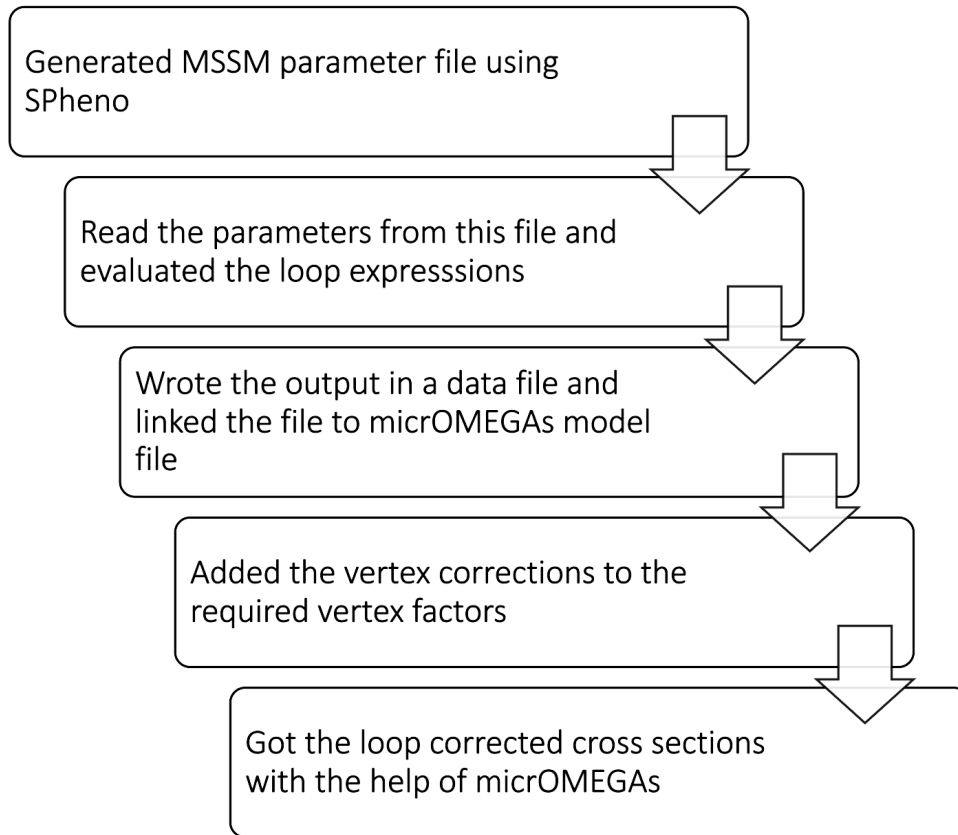 Generated MSSM parameter file using
SPheno
Read the parameters from this file and
evaluated the loop expresssions
Wrote the output in a data file and
linked the file to micrOMEGAs model
file
Added the vertex corrections to the
required vertex factors
Got the loop corrected cross sections
with the help of micrOMEGAs